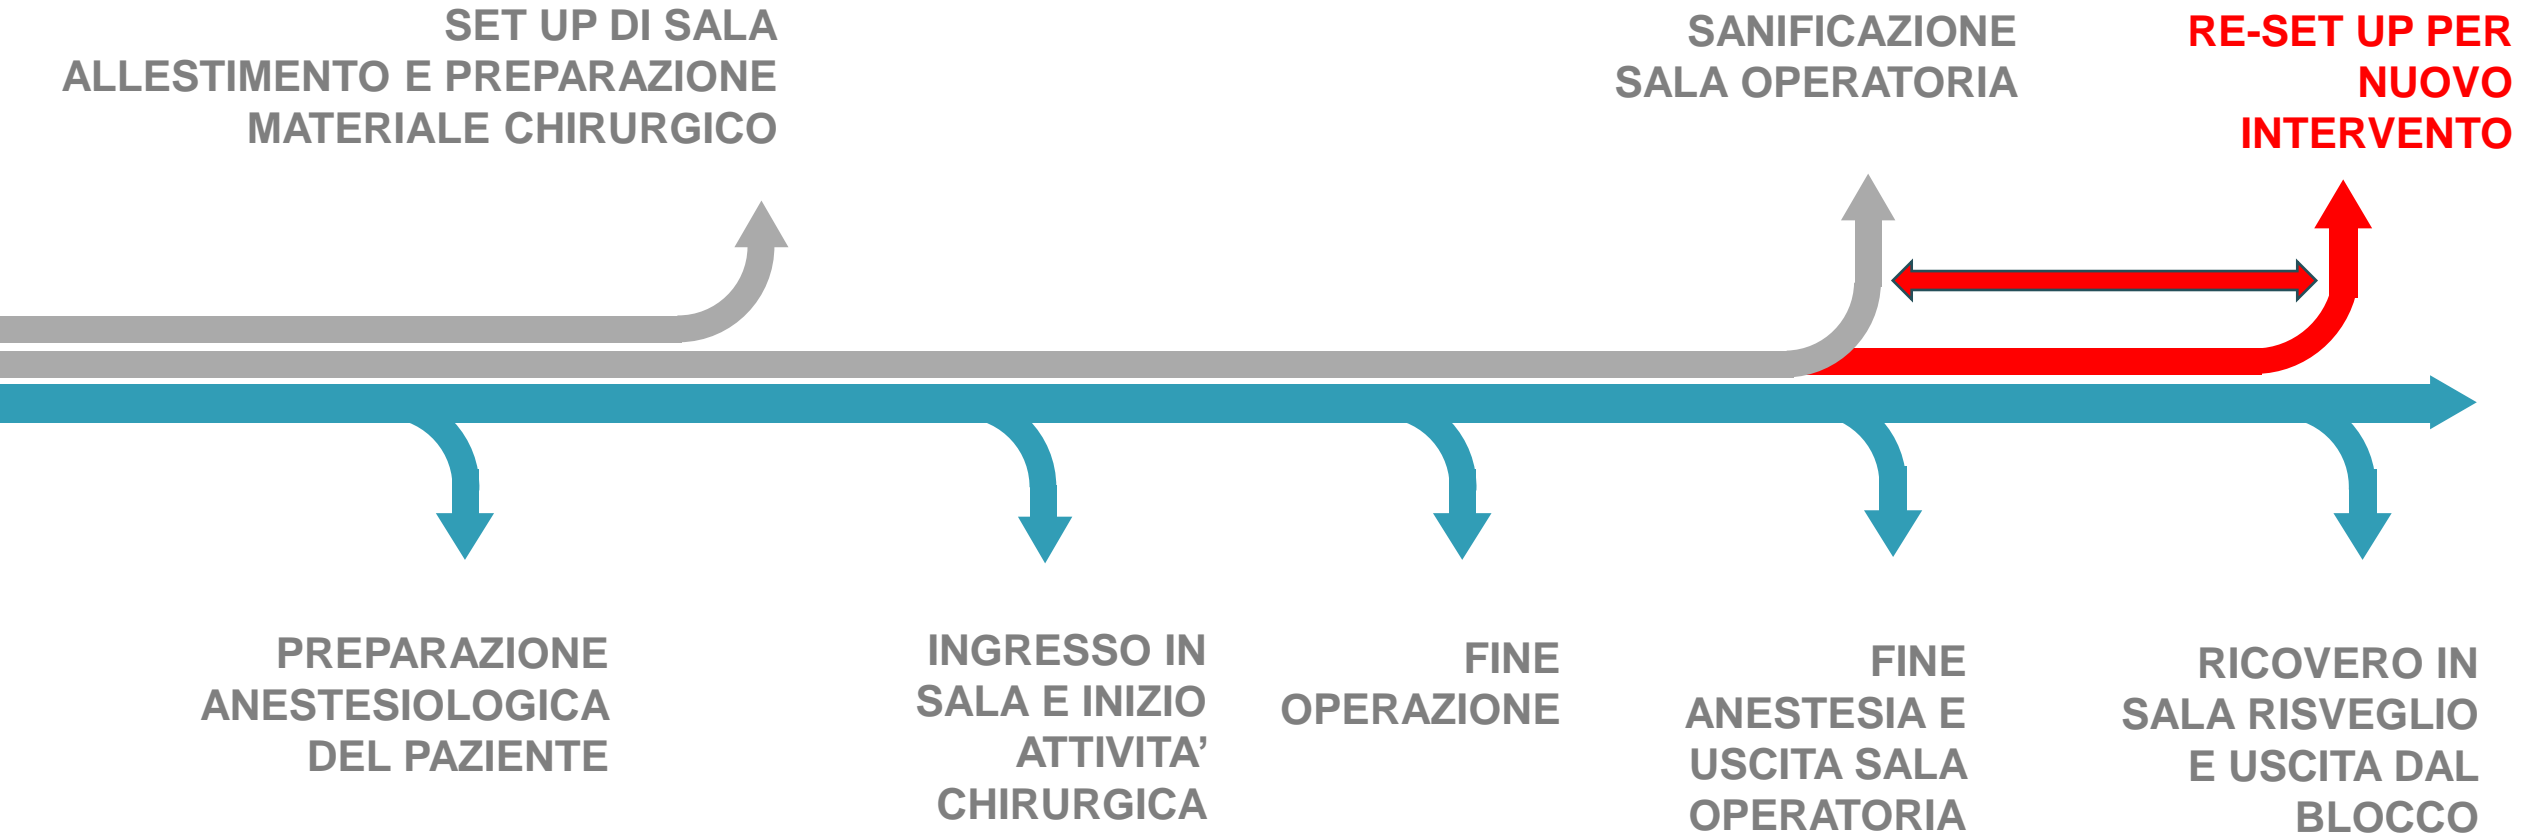 SET UP DI SALA
ALLESTIMENTO E PREPARAZIONE
MATERIALE CHIRURGICO
SANIFICAZIONE
SALA OPERATORIA
RE-SET UP PER
NUOVO
INTERVENTO
PREPARAZIONE
ANESTESIOLOGICA
DEL PAZIENTE
INGRESSO IN
SALA E INIZIO
ATTIVITA’
CHIRURGICA
FINE
OPERAZIONE
FINE
ANESTESIA E
USCITA SALA
OPERATORIA
RICOVERO IN
SALA RISVEGLIO
E USCITA DAL
BLOCCO